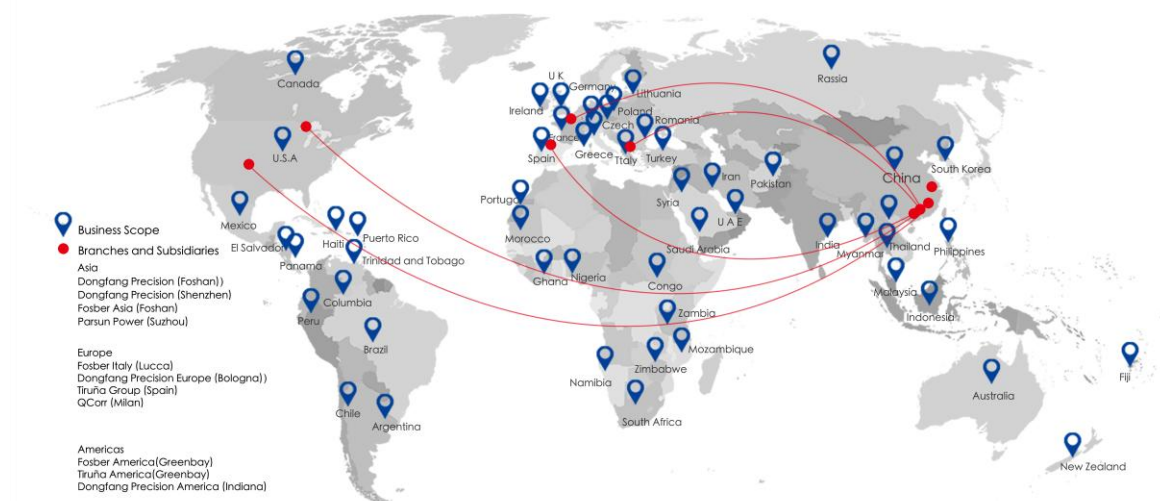 Canada
U.S.A
Mexico
El Salvador
Panama
Haiti
Puerto Rico
Trinidad and Tobago
Columbia
Peru
Brazil
Chile
Argentina
U K
Germany
Ireland
Lithuania
Poland
Czech
France
Romania
Spain
Greece
Ttaly
Turkey
Portugal
Morocco
Ghana
Nigeria
Congo
Zambia
Mozambique
Zimbabwe
Namibia
South Africa
Syria
Iran
U A E
Saudi Arabia
Pakistan
Rassia
China
South Korea
India
Myanmar
Thailand
Philippines
Malaysia
Indonesia
Australia
Fiji
New Zealand
Business Scope
Branches and Subsidiaries
Asia
Dongfang Precision (Foshan))
Dongfang Precision (Shenzhen)
Fosber Asia (Foshan)
Parsun Power (Suzhou)
Europe
Fosber Italy (Lucca)
Dongfang Precision Europe (Bologna))
Tiruña Group (Spain)
QCorr (Milan)
Americas
Fosber America(Greenbay)
Tiruña America(Greenbay)
Dongfang Precision America (Indiana)